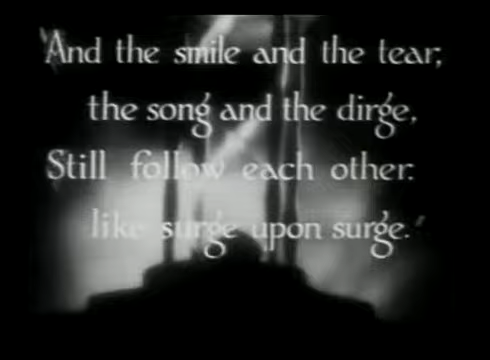 "And the smile and the tear,
the song and the dirge,
Still follow each other:
like surge upon surge."